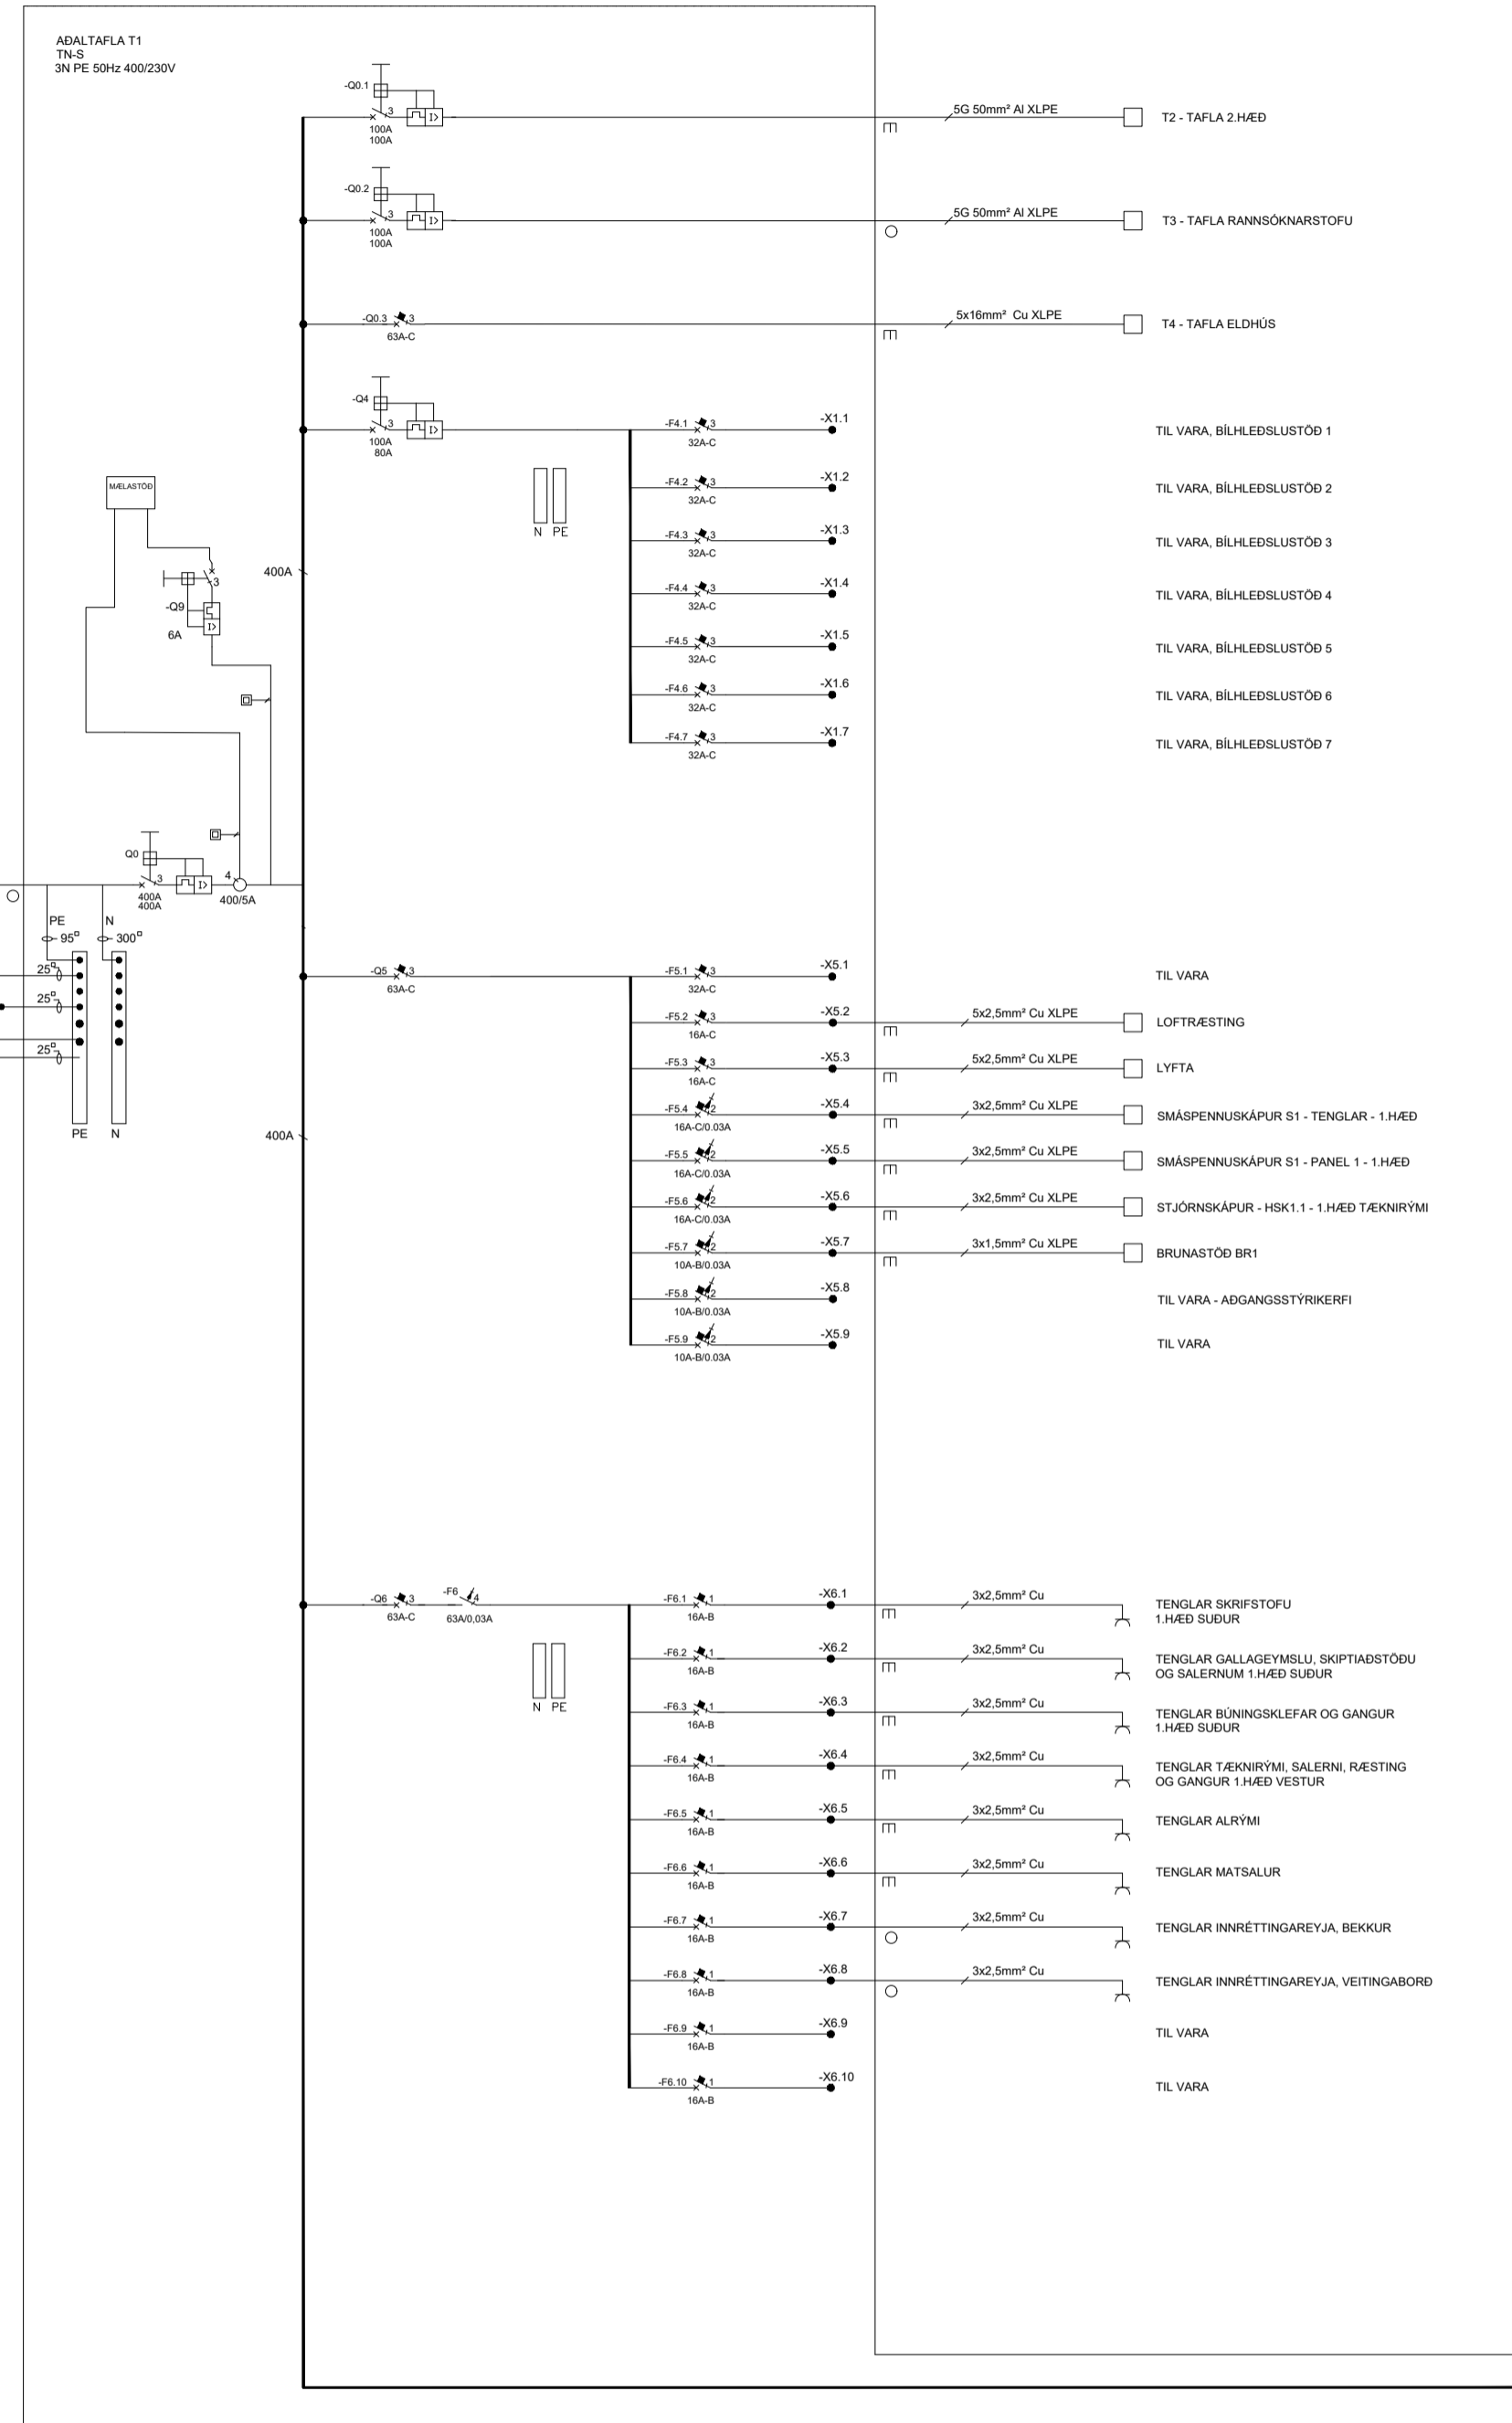 AÐALTAFLA T1
TN-S
3N PE 50Hz 400/230V
-Q0.1
3
100A
100A
5G 50mm² Al XLPE
T2 - TAFLA 2.HÆÐ
-Q0.2
3
100A
100A
5G 50mm² Al XLPE
T3 - TAFLA RANNSÓKNARSTOFU
-Q0.3
3
63A-C
5x16mm² Cu XLPE
T4 - TAFLA ELDHÚS
-Q4
3
100A
80A
N PE
-F4.1
3
32A-C
-X1.1
TIL VARA, BÍLHLEÐSLUSTÖÐ 1
-F4.2
3
32A-C
-X1.2
TIL VARA, BÍLHLEÐSLUSTÖÐ 2
-F4.3
3
32A-C
-X1.3
TIL VARA, BÍLHLEÐSLUSTÖÐ 3
-F4.4
3
32A-C
-X1.4
TIL VARA, BÍLHLEÐSLUSTÖÐ 4
-F4.5
3
32A-C
-X1.5
TIL VARA, BÍLHLEÐSLUSTÖÐ 5
-F4.6
3
32A-C
-X1.6
TIL VARA, BÍLHLEÐSLUSTÖÐ 6
-F4.7
3
32A-C
-X1.7
TIL VARA, BÍLHLEÐSLUSTÖÐ 7
MÆLASTÖÐ
400A
3
-Q9
I>
6A
Q0
3
I>
400A
400A
4
400/5A
PE
N
95
300
25
25
25
PE
N
400A
-Q5
3
63A-C
-F5.1
3
32A-C
-X5.1
TIL VARA
-F5.2
3
16A-C
-X5.2
5x2,5mm² Cu XLPE
LOFTRÆSTING
-F5.3
3
16A-C
-X5.3
5x2,5mm² Cu XLPE
LYFTA
-F5.4
2
16A-C/0.03A
-X5.4
3x2,5mm² Cu XLPE
SMÁSPENNUSKÁPUR S1 - TENGLAR - 1.HÆÐ
-F5.5
2
16A-C/0.03A
-X5.5
3x2,5mm² Cu XLPE
SMÁSPENNUSKÁPUR S1 - PANEL 1 - 1.HÆÐ
-F5.6
2
16A-C/0.03A
-X5.6
3x2,5mm² Cu XLPE
STJÓRNSKÁPUR - HSK1.1 - 1.HÆÐ TÆKNIRÝMI
-F5.7
2
10A-B/0.03A
-X5.7
3x1,5mm² Cu XLPE
BRUNASTÖÐ BR1
-F5.8
2
10A-B/0.03A
-X5.8
TIL VARA - AÐGANGSSTÝRIKERFI
-F5.9
2
10A-B/0.03A
-X5.9
TIL VARA
-Q6
3
63A-C
-F6
4
63A/0,03A
N PE
-F6.1
1
16A-B
-X6.1
3x2,5mm² Cu
TENGLAR SKRIFSTOFU
1.HÆÐ SUÐUR
-F6.2
1
16A-B
-X6.2
3x2,5mm² Cu
TENGLAR GALLAGEYMSLU, SKIPTIAÐSTÖÐU
OG SALERNUM 1.HÆÐ SUÐUR
-F6.3
1
16A-B
-X6.3
3x2,5mm² Cu
TENGLAR BÚNINGSKLEFAR OG GANGUR
1.HÆÐ SUÐUR
-F6.4
1
16A-B
-X6.4
3x2,5mm² Cu
TENGLAR TÆKNIRÝMI, SALERNI, RÆSTING
OG GANGUR 1.HÆÐ VESTUR
-F6.5
1
16A-B
-X6.5
3x2,5mm² Cu
TENGLAR ALRÝMI
-F6.6
1
16A-B
-X6.6
3x2,5mm² Cu
TENGLAR MATSALUR
-F6.7
1
16A-B
-X6.7
3x2,5mm² Cu
TENGLAR INNRÉTTINGAREYJA, BEKKUR
-F6.8
1
16A-B
-X6.8
3x2,5mm² Cu
TENGLAR INNRÉTTINGAREYJA, VEITINGABORÐ
-F6.9
1
16A-B
-X6.9
TIL VARA
-F6.10
1
16A-B
-X6.10
TIL VARA